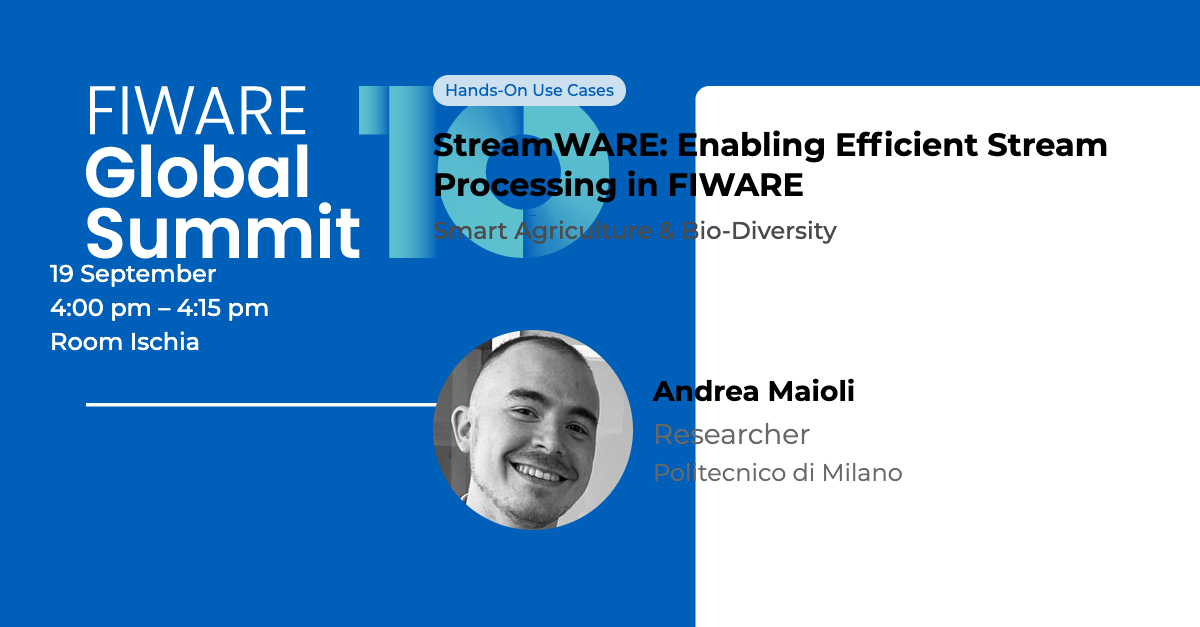 FIWARE
Global
Summit
10
19 September
4:00 pm – 4:15 pm
Room Ischia
Hands-On Use Cases
StreamWARE: Enabling Efficient Stream
Processing in FIWARE
Smart Agriculture & Bio-Diversity
Andrea Maioli
Researcher
Politecnico di Milano